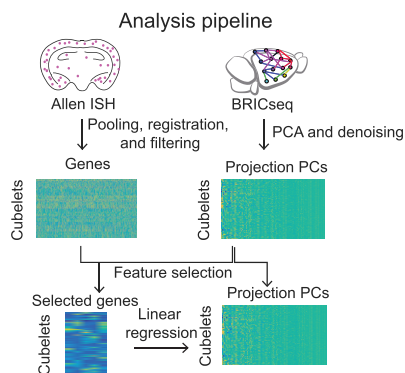 Analysis pipeline
Allen ISH
BRICseq
Pooling, registration,
and filtering
PCA and denoising
Genes
Projection PCs
Cubelets
Cubelets
Feature selection
Selected genes
Linear
regression
Projection PCs
Cubelets
Cubelets